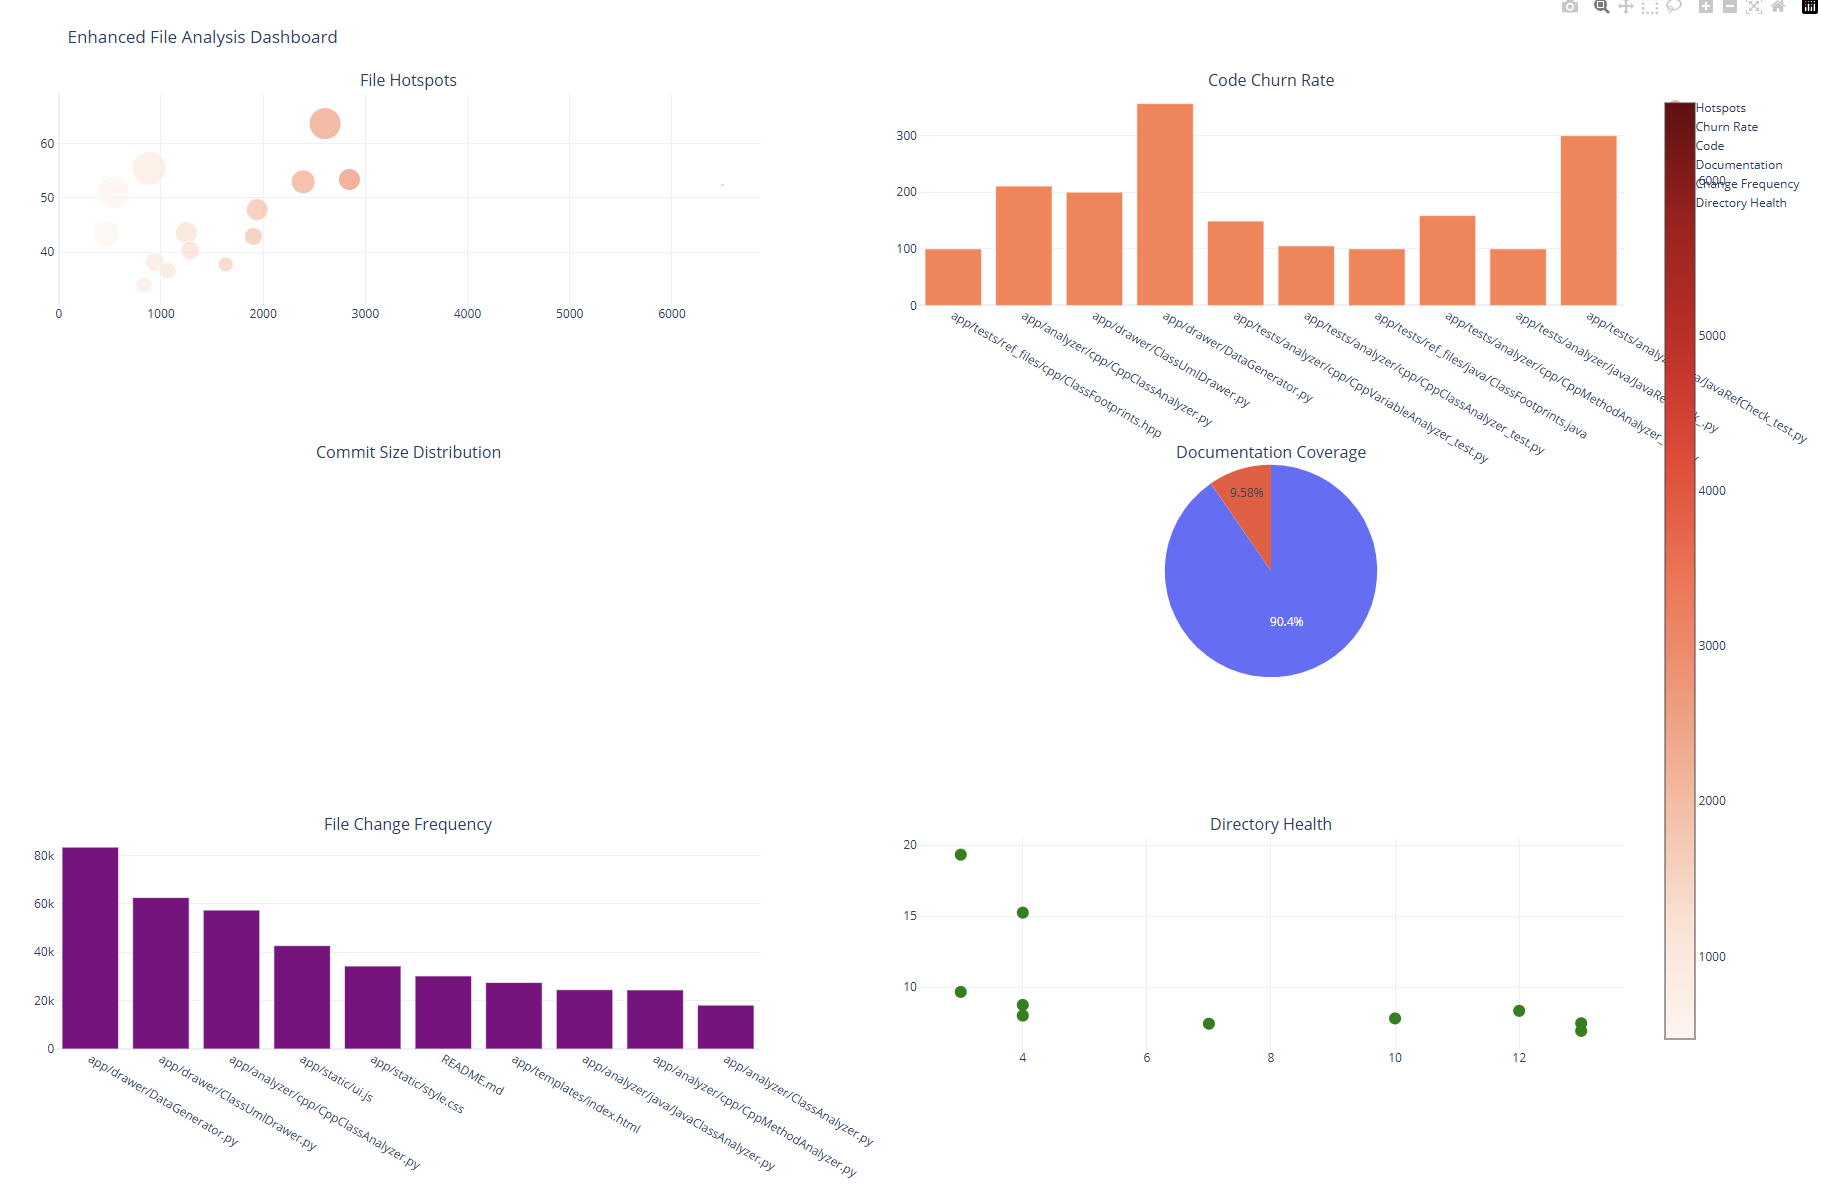 Enhanced File Analysis Dashboard
File Hotspots
60
50
40
0 1000 2000 3000 4000 5000 6000
Code Churn Rate
300
200
100
0
app/tests/ref_files/cpp/ClassFootprints.hpp
app/analyzer/cpp/CppClassAnalyzer.py
app/drawer/ClassUmlDrawer.py
app/drawer/DataGenerator.py
app/tests/analyzer/cpp/CppVariableAnalyzer_test.py
app/tests/analyzer/cpp/CppClassAnalyzer_test.py
app/tests/ref_files/java/ClassFootprints.java
app/tests/analyzer/cpp/CppMethodAnalyzer_
app/tests/analyzer/java/JavaRe
app/tests/analy
a/JavaRefCheck_test.py
Hotspots
Churn Rate
Code
Documentation
Change Frequency
Directory Health
6000
5000
4000
3000
2000
1000
Commit Size Distribution
Documentation Coverage
9.58%
90.4%
File Change Frequency
80k
60k
40k
20k
0
app/drawer/DataGenerator.py
app/drawer/ClassUmlDrawer.py
app/analyzer/cpp/CppClassAnalyzer.py
app/static/ui.js
app/static/style.css
README.md
app/templates/index.html
app/analyzer/java/JavaClassAnalyzer.py
app/analyzer/cpp/CppMethodAnalyzer.py
app/analyzer/ClassAnalyzer.py
Directory Health
20
15
10
4 6 8 10 12